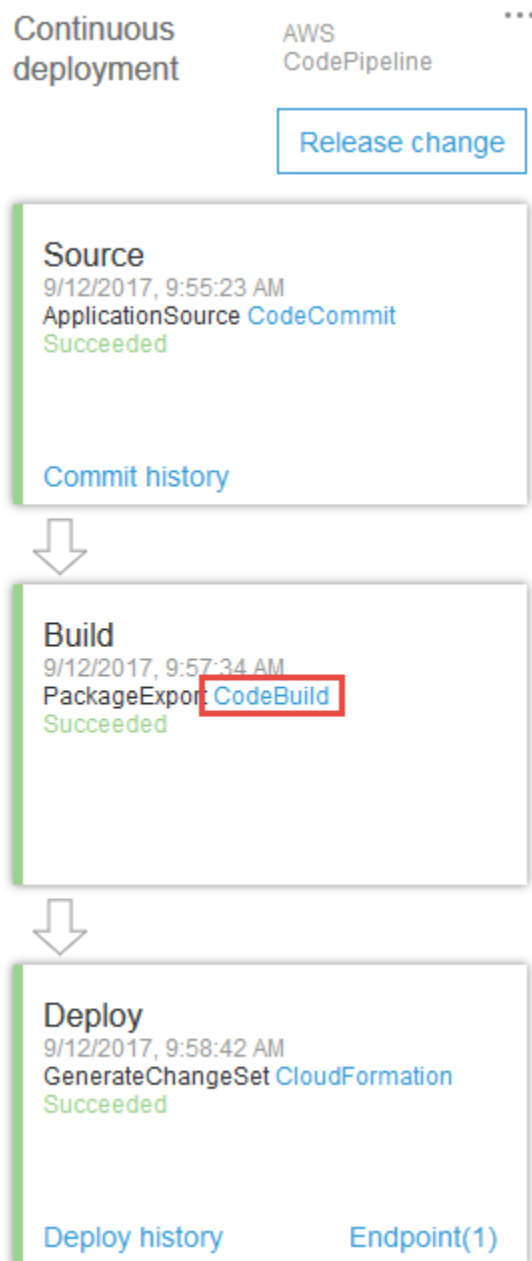 Continuous
deployment
AWS
CodePipeline
...
Release change
Source
9/12/2017, 9:55:23 AM
ApplicationSource CodeCommit
Succeeded
Commit history
Build
9/12/2017, 9:57:34 AM
PackageExport CodeBuild
Succeeded
Deploy
9/12/2017, 9:58:42 AM
GenerateChangeSet CloudFormation
Succeeded
Deploy history Endpoint(1)